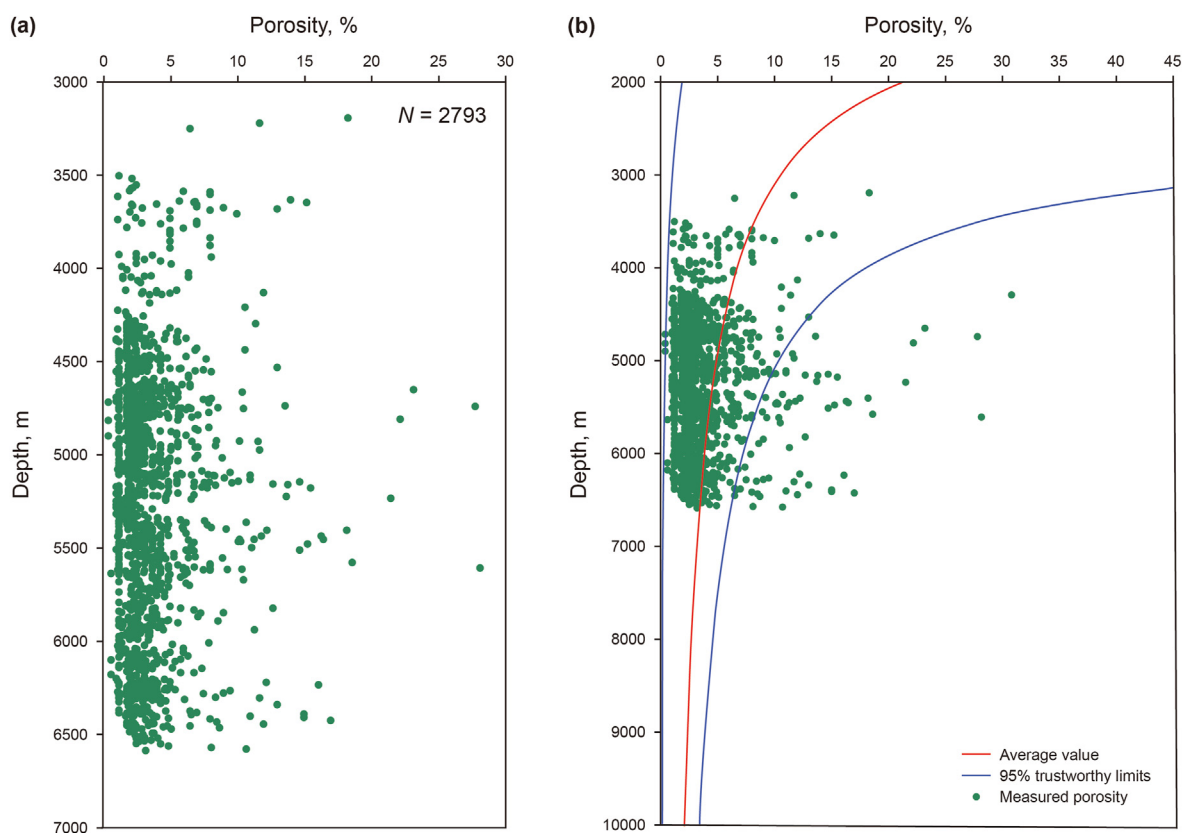 (a)
Porosity, %
0 5 10 15 20 25 30
3000
N = 2793
3500
4000
4500
5000
5500
6000
6500
7000
Depth, m
(b)
Porosity, %
0 5 10 15 20 25 30 35 40 45
2000
3000
4000
5000
6000
7000
8000
9000
10000
Depth, m
Average value
95% trustworthy limits
Measured porosity